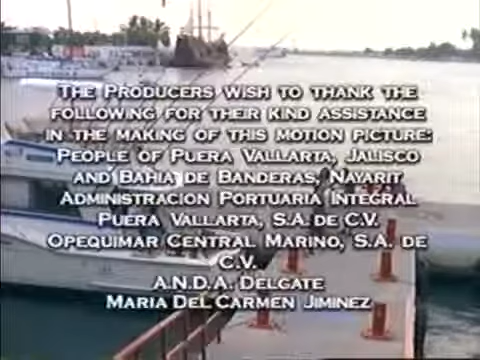 The Producers wish to thank the
following for their kind assistance
in the making of this motion picture:
People of Puera Vallarta, Jalisco
and Bahia de Banderas, Nayarit
Administracion Portuaria Integral
Puera Vallarta, S.A. de C.V.
Opequimar Central Marino, S.A. de
C.V.
A.N.D.A. Delgate
Maria Del Carmen Jiminez